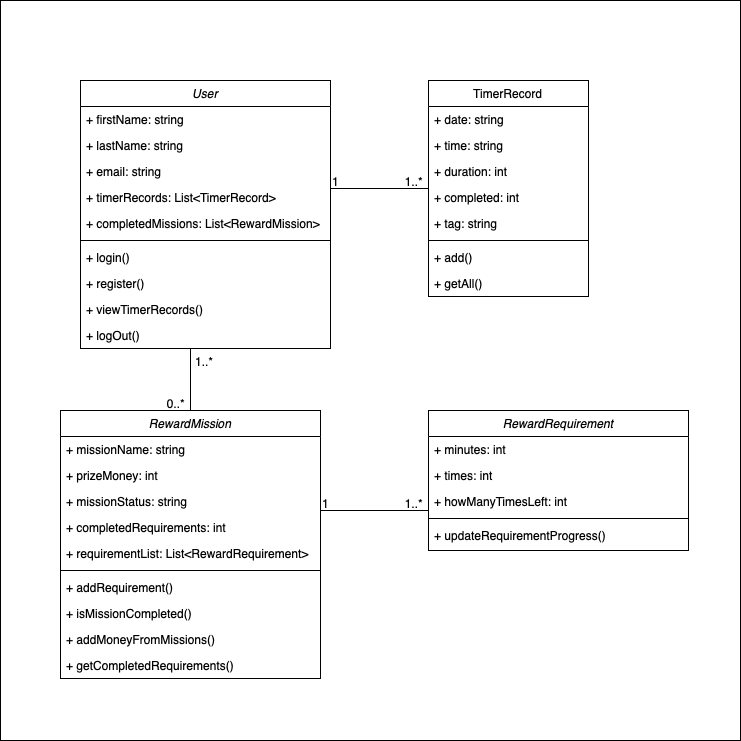 User
+ firstName: string
+ lastName: string
+ email: string
+ timerRecords: List<TimerRecord>
+ completedMissions: List<RewardMission>
+ login()
+ register()
+ viewTimerRecords()
+ logOut()
1
1..*
TimerRecord
+ date: string
+ time: string
+ duration: int
+ completed: int
+ tag: string
+ add()
+ getAll()
1..*
0..*
RewardMission
+ missionName: string
+ prizeMoney: int
+ missionStatus: string
+ completedRequirements: int
+ requirementList: List<RewardRequirement>
+ addRequirement()
+ isMissionCompleted()
+ addMoneyFromMissions()
+ getCompletedRequirements()
1
1..*
RewardRequirement
+ minutes: int
+ times: int
+ howManyTimesLeft: int
+ updateRequirementProgress()